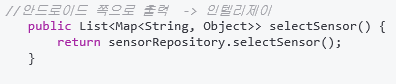 //안드로이드 쪽으로 출력  -> 인텔리제이
public List<Map<String, Object>> selectSensor() {
return sensorRepository.selectSensor();
}